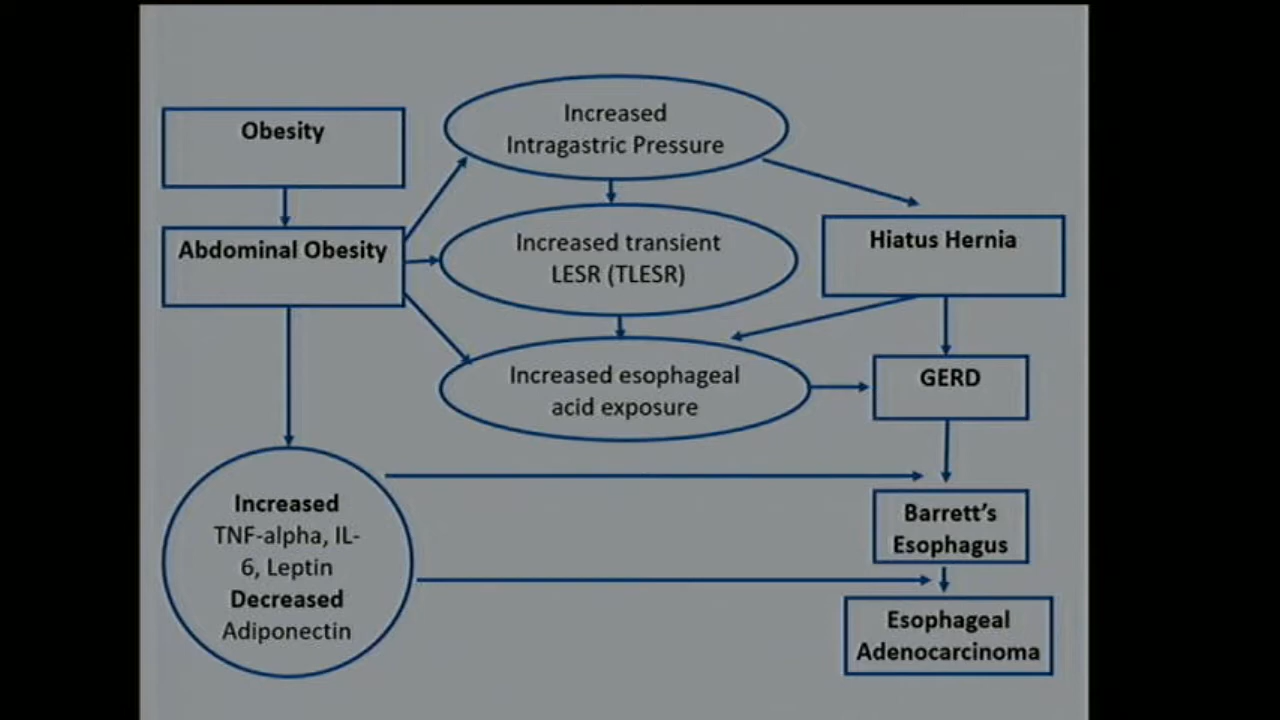 Obesity
Increased
Intragastric Pressure
Abdominal Obesity
Increased transient
LESR (TLESR)
Hiatus Hernia
Increased esophageal
acid exposure
GERD
Increased
TNF-alpha, IL-
6, Leptin
Decreased
Adiponectin
Barrett's
Esophagus
Esophageal
Adenocarcinoma